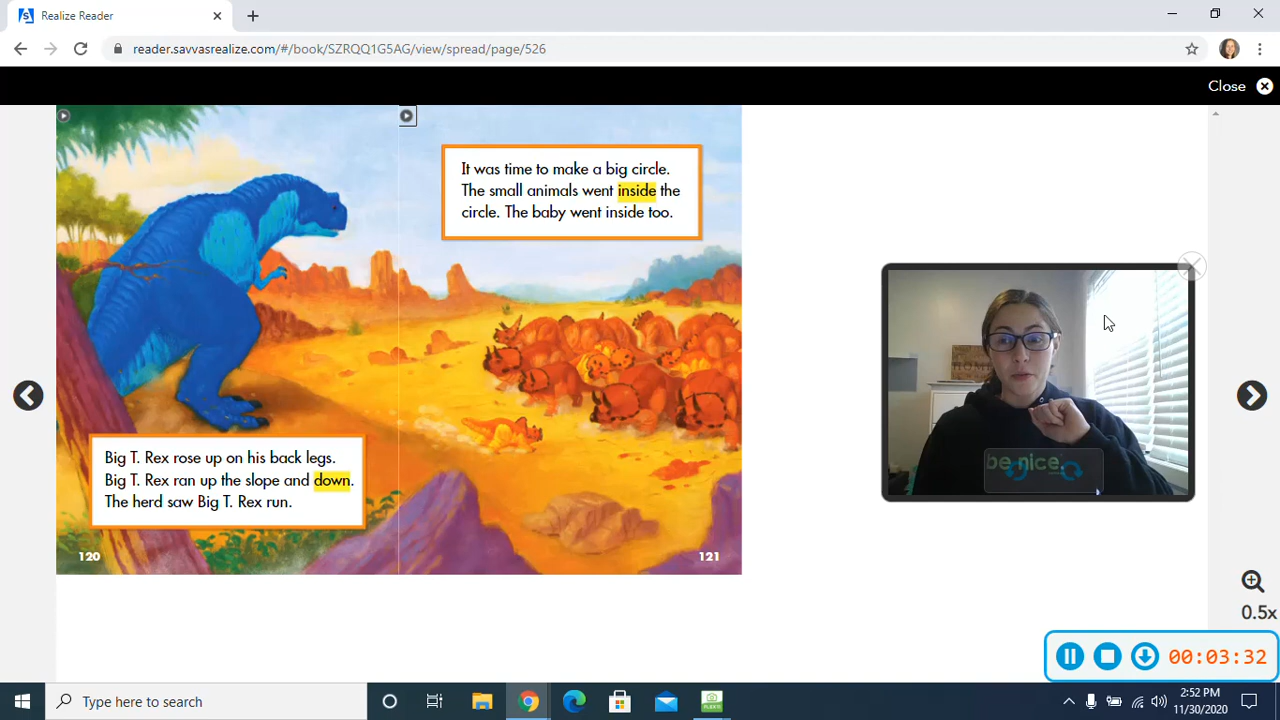 Realize Reader
reader.savvasrealize.com/#/book/SZRQQ1G5AG/view/spread/page/526
Close
It was time to make a big circle.
The small animals went inside the
circle. The baby went inside too.
Big T. Rex rose up on his back legs.
Big T. Rex ran up the slope and down.
The herd saw Big T. Rex run.
120
121
HOME
be nice.
0.5x
00:03:32
Type here to search
2:52 PM
11/30/2020